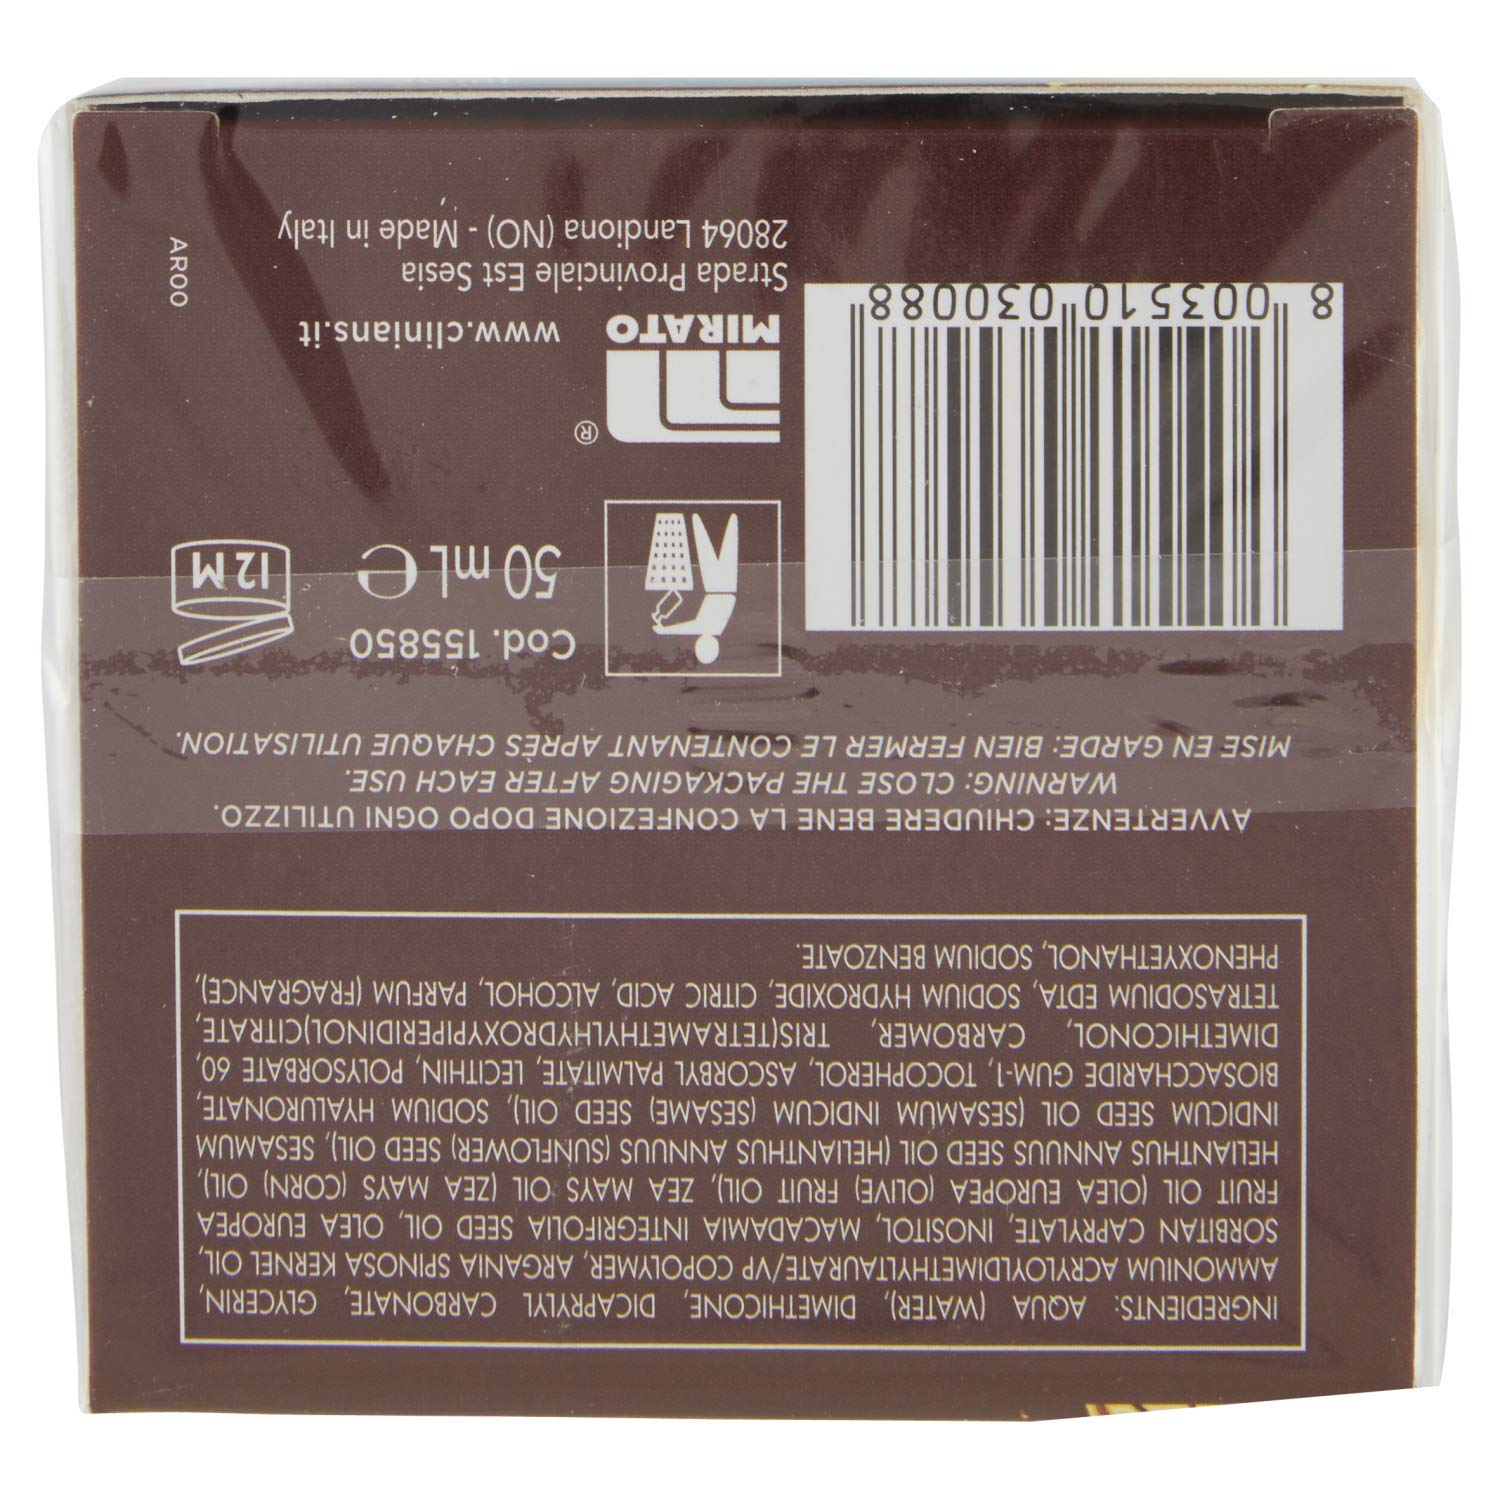 INGREDIENTS: AQUA (WATER), DIMETHICONE, DICAPRYLYL CARBONATE, GLYCERIN,
AMMONIUM ACRYLOYLDIMETHYLTAURATE/VP COPOLYMER, ARGANIA SPINOSA KERNEL OIL,
SORBITAN CAPRYLATE, INOSITOL, MACADAMIA INTEGRIFOLIA SEED OIL, OLEA EUROPEA
FRUIT OIL (OLEA EUROPEA (OLIVE) FRUIT OIL), ZEA MAYS OIL (ZEA MAYS (CORN) OIL),
HELIANTHUS ANNUUS SEED OIL (HELIANTHUS ANNUUS (SUNFLOWER) SEED OIL), SESAMUM
INDICUM SEED OIL (SESAMUM INDICUM (SESAME) SEED OIL), SODIUM HYALURONATE,
BIOSACCHARIDE GUM-1, TOCOPHEROL, ASCORBYL PALMITATE, LECITHIN, POLYSORBATE 60,
DIMETHICONOL, CARBOMER, TRIS(TETRAMETHYLHYDROXYPIPERIDINOL)CITRATE,
TETRASODIUM EDTA, SODIUM HYDROXIDE, CITRIC ACID, ALCOHOL, PARFUM (FRAGRANCE),
PHENOXYETHANOL, SODIUM BENZOATE.
AVVERTENZE: CHIUDERE BENE LA CONFEZIONE DOPO OGNI UTILIZZO.
WARNING: CLOSE THE PACKAGING AFTER EACH USE.
MISE EN GARDE: BIEN FERMER LE CONTENANT APRÈS CHAQUE UTILISATION.
Cod. 155850
50 mL e
12M
8 003510 030088
MIRATO ®
www.clinians.it
Strada Provinciale Est Sesia
28064 Landiona (NO) - Made in Italy
AR00